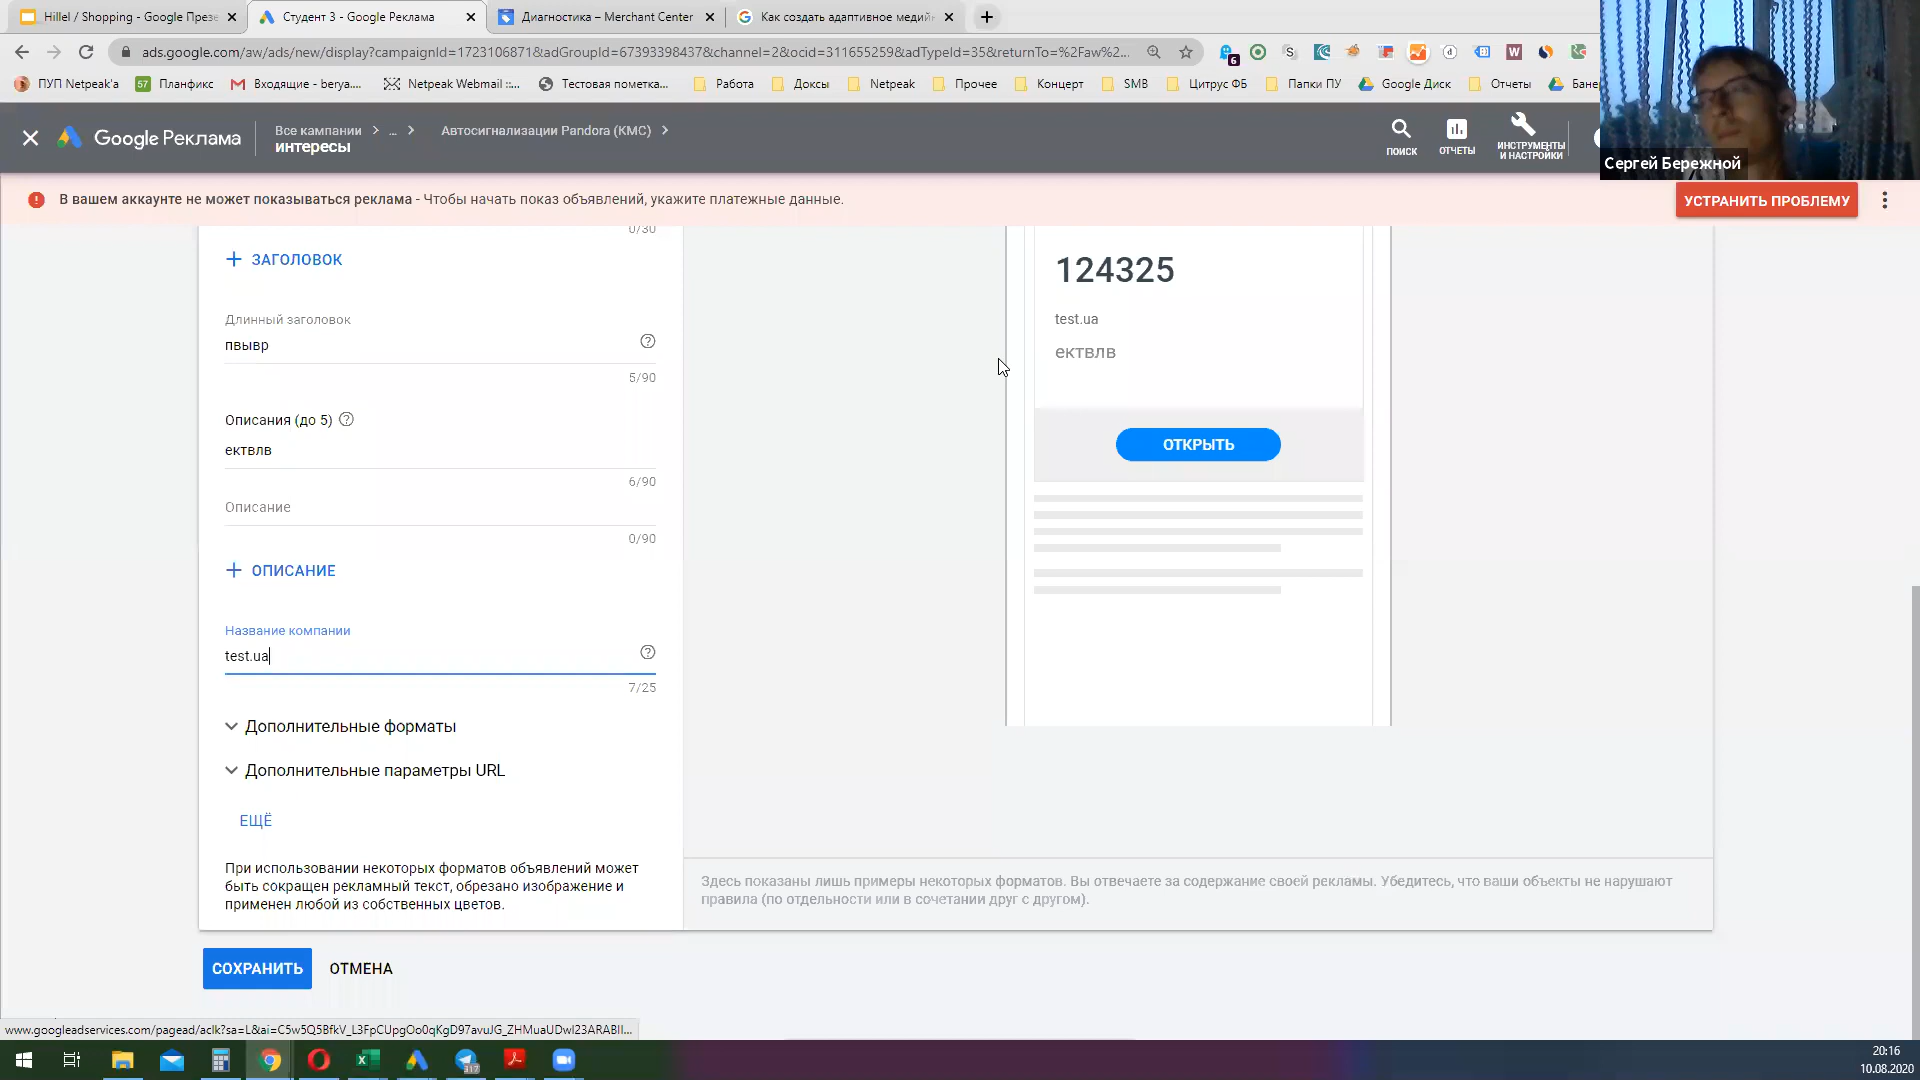 Hillel / Shopping - Google През
Студент 3 - Google Реклама
Диагностика – Merchant Center
Как создать адаптивное медий
ads.google.com/aw/ads/new/display?campaignId=1723106871&adGroupId=67393398437&channel=2&ocid=311655259&adTypeId=35&returnTo=%2Faw%2...
6
ПУП Netpeak'a
57 Планфикс
Входящие - berya...
Netpeak Webmail ::...
Тестовая пометка...
Работа
Доксы
Netpeak
Прочее
Концерт
SMB
Цитрус ФБ
Папки ПУ
Google Диск
Отчеты
Бане
Google Реклама
Все кампании > ... > Автосигнализации Pandora (КМС) >
интересы
ПОИСК
ОТЧЕТЫ
ИНСТРУМЕНТЫ
И НАСТРОЙКИ
Сергей Бережной
В вашем аккаунте не может показываться реклама - Чтобы начать показ объявлений, укажите платежные данные.
УСТРАНИТЬ ПРОБЛЕМУ
0/30
+ ЗАГОЛОВОК
Длинный заголовок
пвывр
5/90
Описания (до 5)
ектвлв
6/90
Описание
0/90
+ ОПИСАНИЕ
Название компании
test.ua
7/25
Дополнительные форматы
Дополнительные параметры URL
ЕЩЁ
При использовании некоторых форматов объявлений может
быть сокращен рекламный текст, обрезано изображение и
применен любой из собственных цветов.
124325
test.ua
ектвлв
ОТКРЫТЬ
Здесь показаны лишь примеры некоторых форматов. Вы отвечаете за содержание своей рекламы. Убедитесь, что ваши объекты не нарушают
правила (по отдельности или в сочетании друг с другом).
СОХРАНИТЬ
ОТМЕНА
317
20:16
10.08.2020